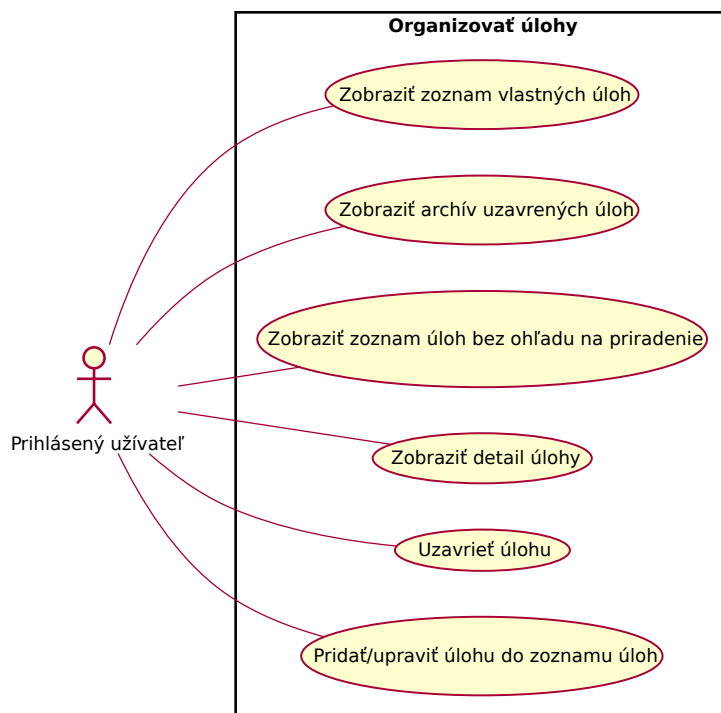 Organizovať úlohy
Zobraziť zoznam vlastných úloh
Zobraziť archív uzavrených úloh
Zobraziť zoznam úloh bez ohľadu na priradenie
Prihlásený užívateľ
Zobraziť detail úlohy
Uzavrieť úlohu
Pridať/upraviť úlohu do zoznamu úloh